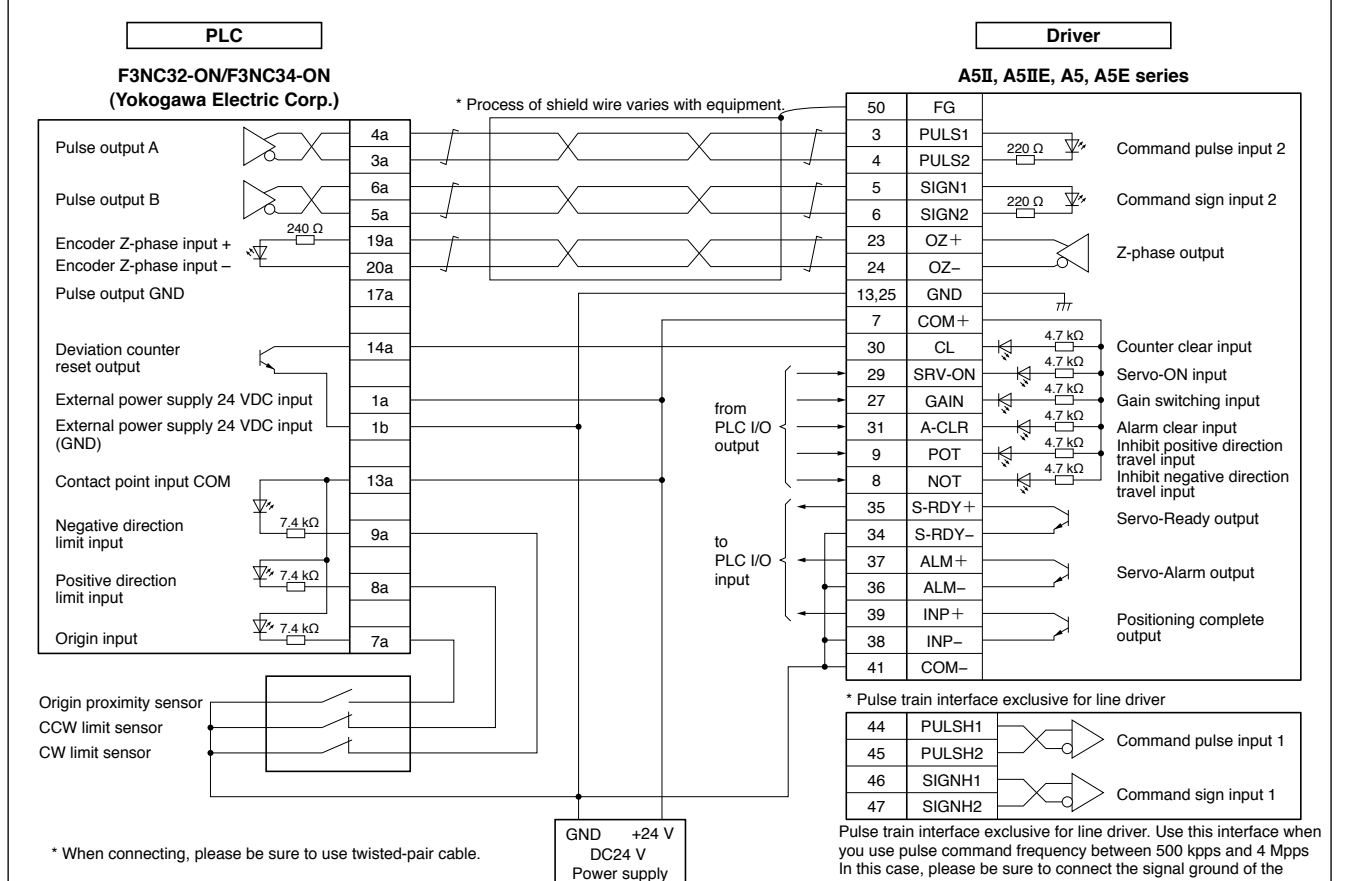 PLC
Driver
F3NC32-ON/F3NC34-ON
(Yokogawa Electric Corp.)
A5II, A5IIE, A5, A5E series
* Process of shield wire varies with equipment.
50 FG
Pulse output A
4a
3 PULS1
220 Ω
Command pulse input 2
3a
4 PULS2
Pulse output B
6a
5 SIGN1
220 Ω
Command sign input 2
5a
6 SIGN2
240 Ω
Encoder Z-phase input +
19a
23 OZ+
Z-phase output
Encoder Z-phase input –
20a
24 OZ–
Pulse output GND
17a
13,25 GND
7 COM+
Deviation counter
reset output
14a
30 CL
4.7 kΩ
Counter clear input
29 SRV-ON
4.7 kΩ
Servo-ON input
External power supply 24 VDC input
1a
from
PLC I/O
output
27 GAIN
4.7 kΩ
Gain switching input
External power supply 24 VDC input
(GND)
1b
31 A-CLR
4.7 kΩ
Alarm clear input
9 POT
4.7 kΩ
Inhibit positive direction
travel input
Contact point input COM
13a
8 NOT
4.7 kΩ
Inhibit negative direction
travel input
35 S-RDY+
Servo-Ready output
Negative direction
limit input
7.4 kΩ
9a
34 S-RDY–
to
PLC I/O
input
37 ALM+
Servo-Alarm output
Positive direction
limit input
7.4 kΩ
8a
36 ALM–
39 INP+
Positioning complete
output
Origin input
7.4 kΩ
7a
38 INP–
41 COM–
Origin proximity sensor
CCW limit sensor
CW limit sensor
* Pulse train interface exclusive for line driver
44 PULSH1
Command pulse input 1
45 PULSH2
46 SIGNH1
Command sign input 1
47 SIGNH2
GND +24 V
DC24 V
Power supply
* When connecting, please be sure to use twisted-pair cable.
Pulse train interface exclusive for line driver. Use this interface when
you use pulse command frequency between 500 kpps and 4 Mpps
In this case, please be sure to connect the signal ground of the